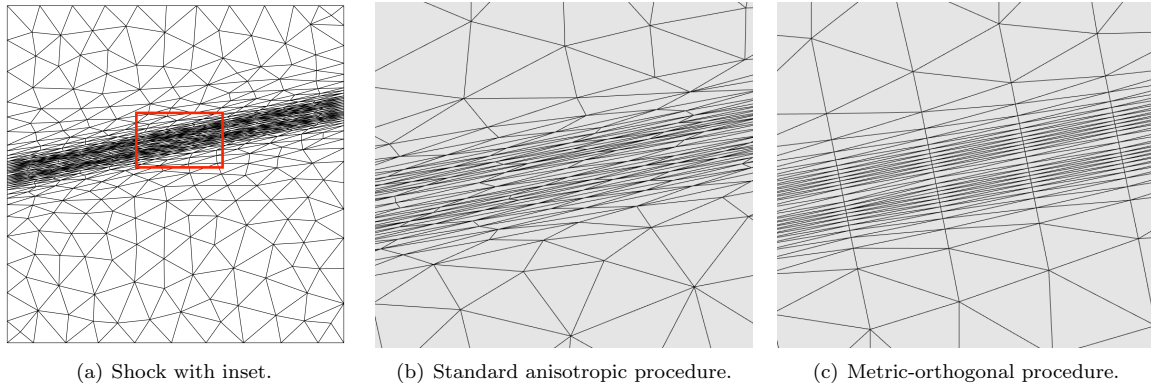 (a) Shock with inset.
(b) Standard anisotropic procedure.
(c) Metric-orthogonal procedure.